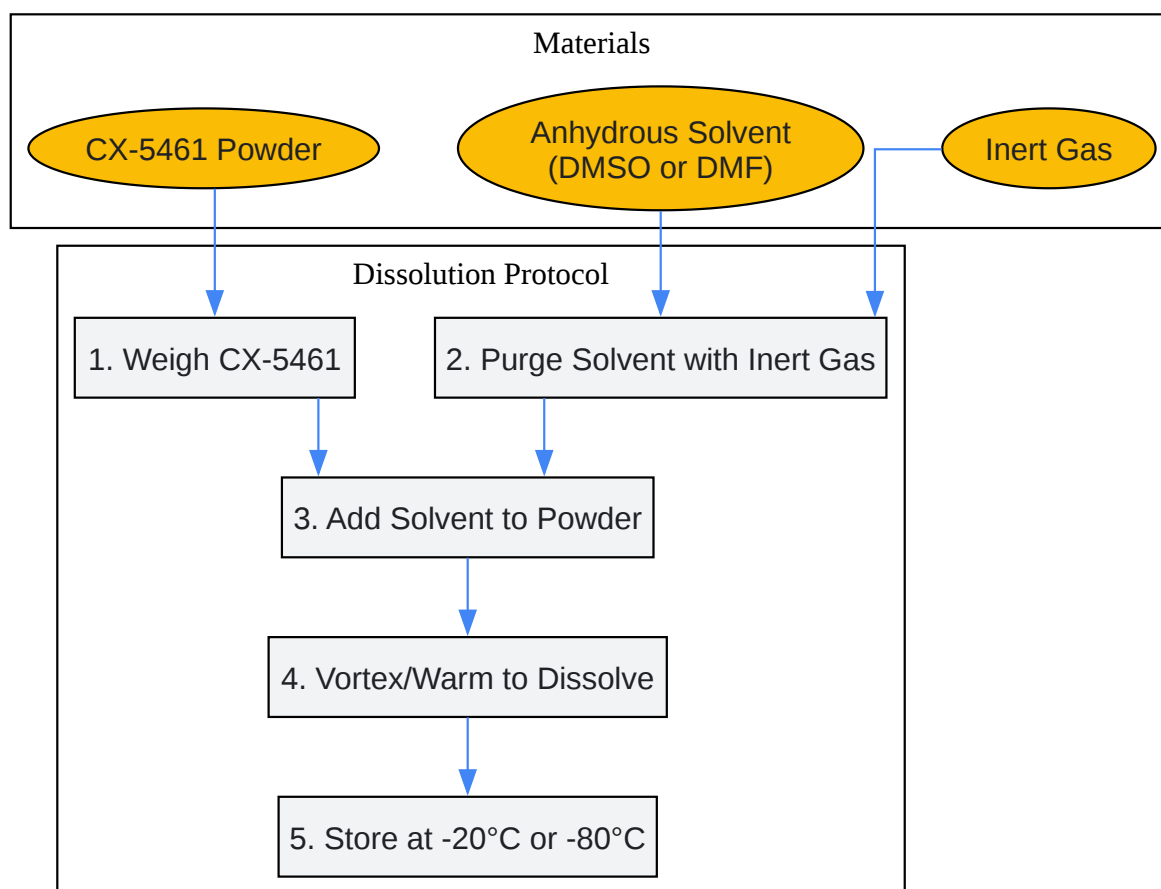 Materials
CX-5461 Powder
Anhydrous Solvent
(DMSO or DMF)
Inert Gas
Dissolution Protocol
1. Weigh CX-5461
2. Purge Solvent with Inert Gas
3. Add Solvent to Powder
4. Vortex/Warm to Dissolve
5. Store at -20°C or -80°C